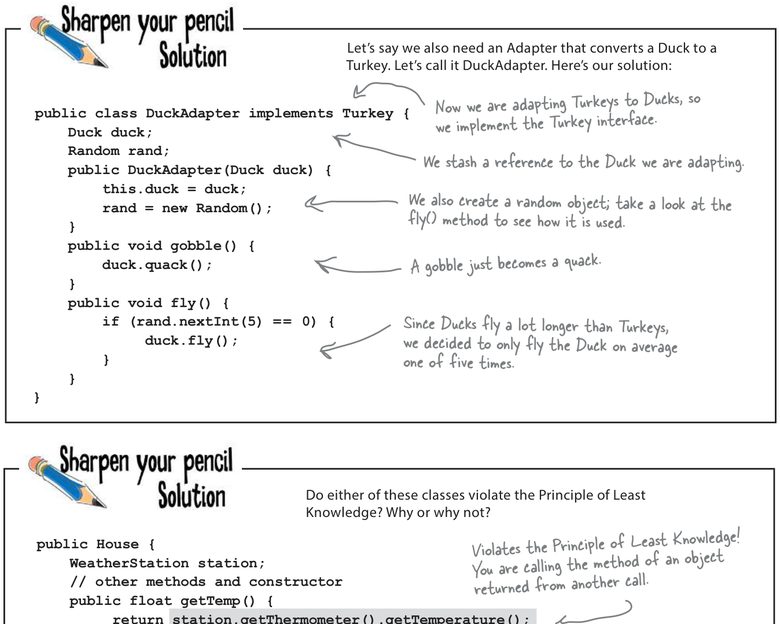 Sharpen your pencil
Solution
Let's say we also need an Adapter that converts a Duck to a
Turkey. Let's call it DuckAdapter. Here's our solution:
public class DuckAdapter implements Turkey {
Duck duck;
Random rand;
public DuckAdapter(Duck duck) {
this.duck = duck;
rand = new Random();
}
public void gobble() {
duck.quack();
}
public void fly() {
if (rand.nextInt(5) == 0) {
duck.fly();
}
}
}
Now we are adapting Turkeys to Ducks, so
we implement the Turkey interface.
We stash a reference to the Duck we are adapting.
We also create a random object; take a look at the
fly() method to see how it is used.
A gobble just becomes a quack.
Since Ducks fly a lot longer than Turkeys,
we decided to only fly the Duck on average
one of five times.
Sharpen your pencil
Solution
Do either of these classes violate the Principle of Least
Knowledge? Why or why not?
public House {
WeatherStation station;
// other methods and constructor
public float getTemp() {
return station.getThermometer().getTemperature();
Violates the Principle of Least Knowledge!
You are calling the method of an object
returned from another call.